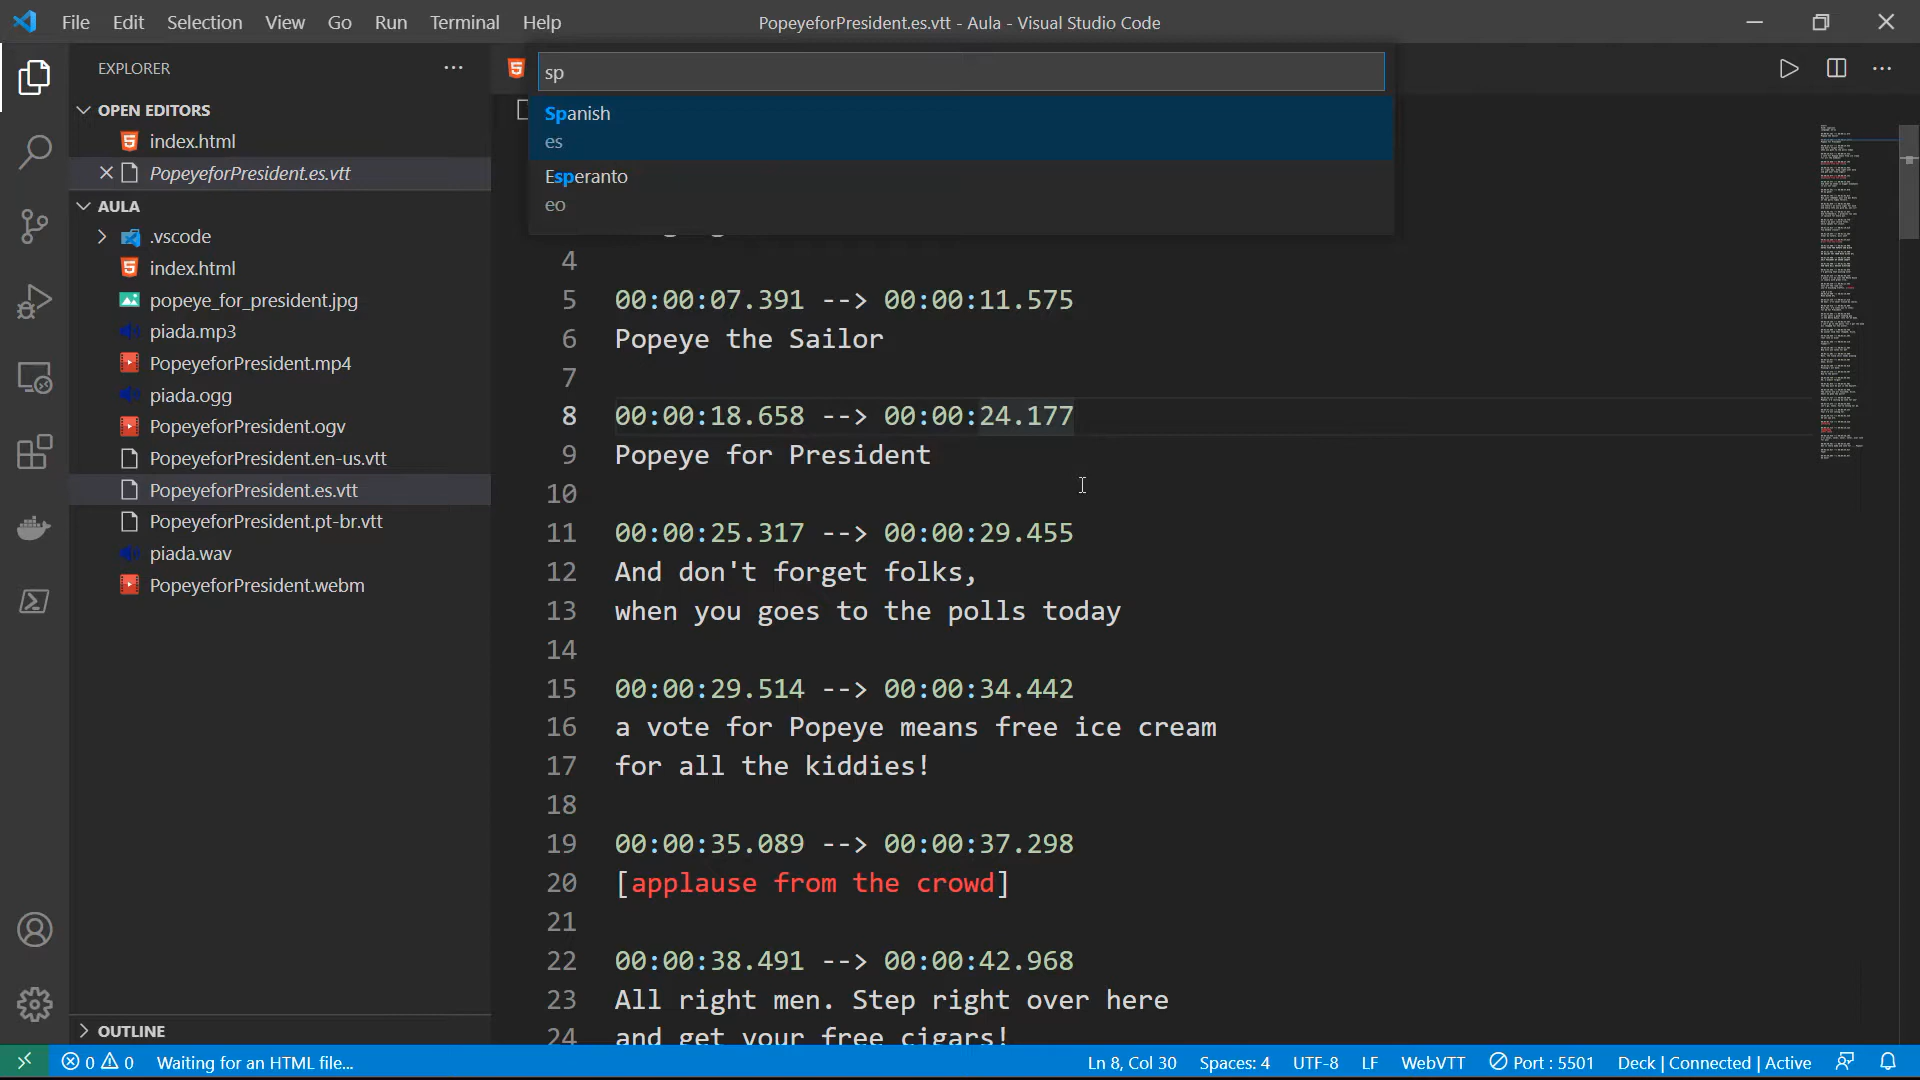 File Edit Selection View Go Run Terminal Help
PopeyeforPresident.es.vtt - Aula - Visual Studio Code
EXPLORER
OPEN EDITORS
index.html
PopeyeforPresident.es.vtt
AULA
.vscode
index.html
popeye_for_president.jpg
piada.mp3
PopeyeforPresident.mp4
piada.ogg
PopeyeforPresident.ogv
PopeyeforPresident.en-us.vtt
PopeyeforPresident.es.vtt
PopeyeforPresident.pt-br.vtt
piada.wav
PopeyeforPresident.webm
OUTLINE
sp
Spanish
es
Esperanto
eo
4
5 00:00:07.391 --> 00:00:11.575
6 Popeye the Sailor
7
8 00:00:18.658 --> 00:00:24.177
9 Popeye for President
10
11 00:00:25.317 --> 00:00:29.455
12 And don't forget folks,
13 when you goes to the polls today
14
15 00:00:29.514 --> 00:00:34.442
16 a vote for Popeye means free ice cream
17 for all the kiddies!
18
19 00:00:35.089 --> 00:00:37.298
20 [applause from the crowd]
21
22 00:00:38.491 --> 00:00:42.968
23 All right men. Step right over here
24 and get your free cigars!
0 0 Waiting for an HTML file...
Ln 8, Col 30 Spaces: 4 UTF-8 LF WebVTT Port : 5501 Deck | Connected | Active